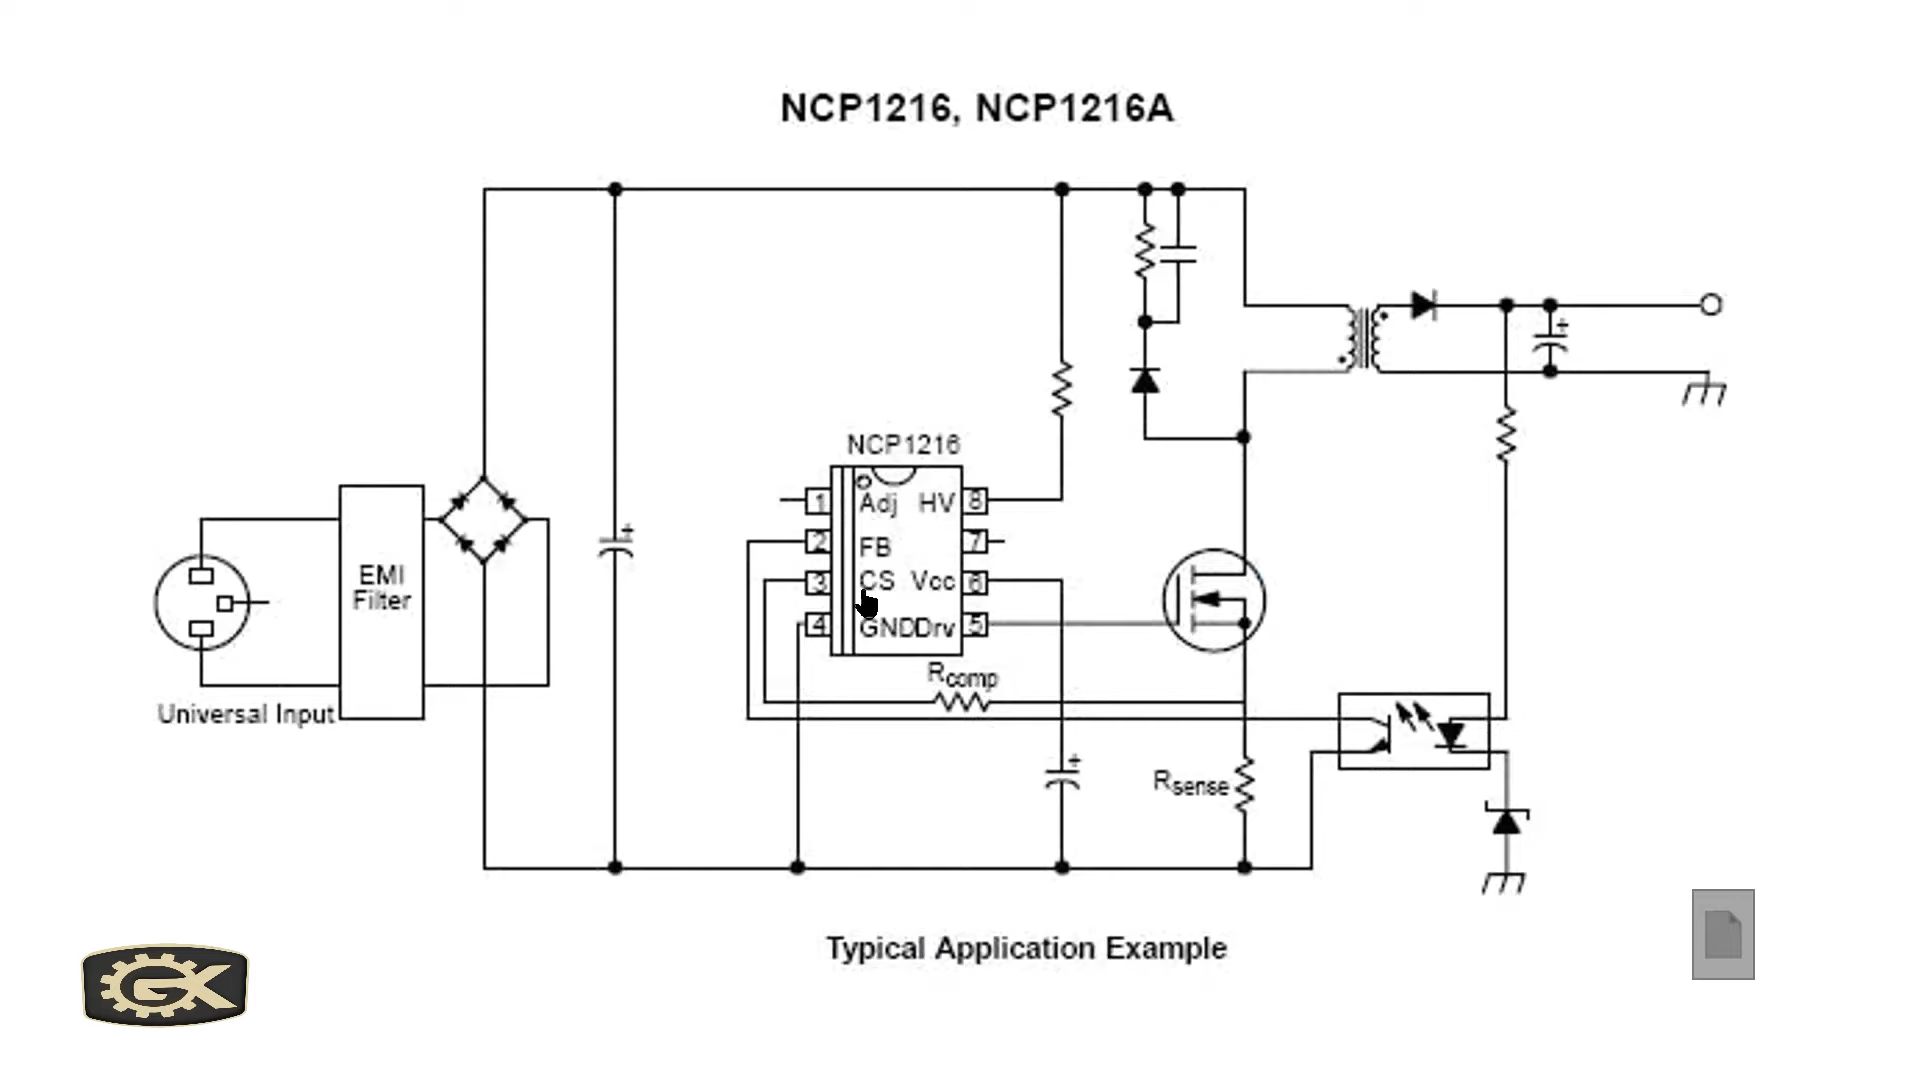 NCP1216, NCP1216A
NCP1216
1 Adj HV 8
2 FB 7
3 CS Vcc 6
4 GND Drv 5
EMI
Filter
Universal Input
Rcomp
Rsense
+
+
+
Typical Application Example
GK